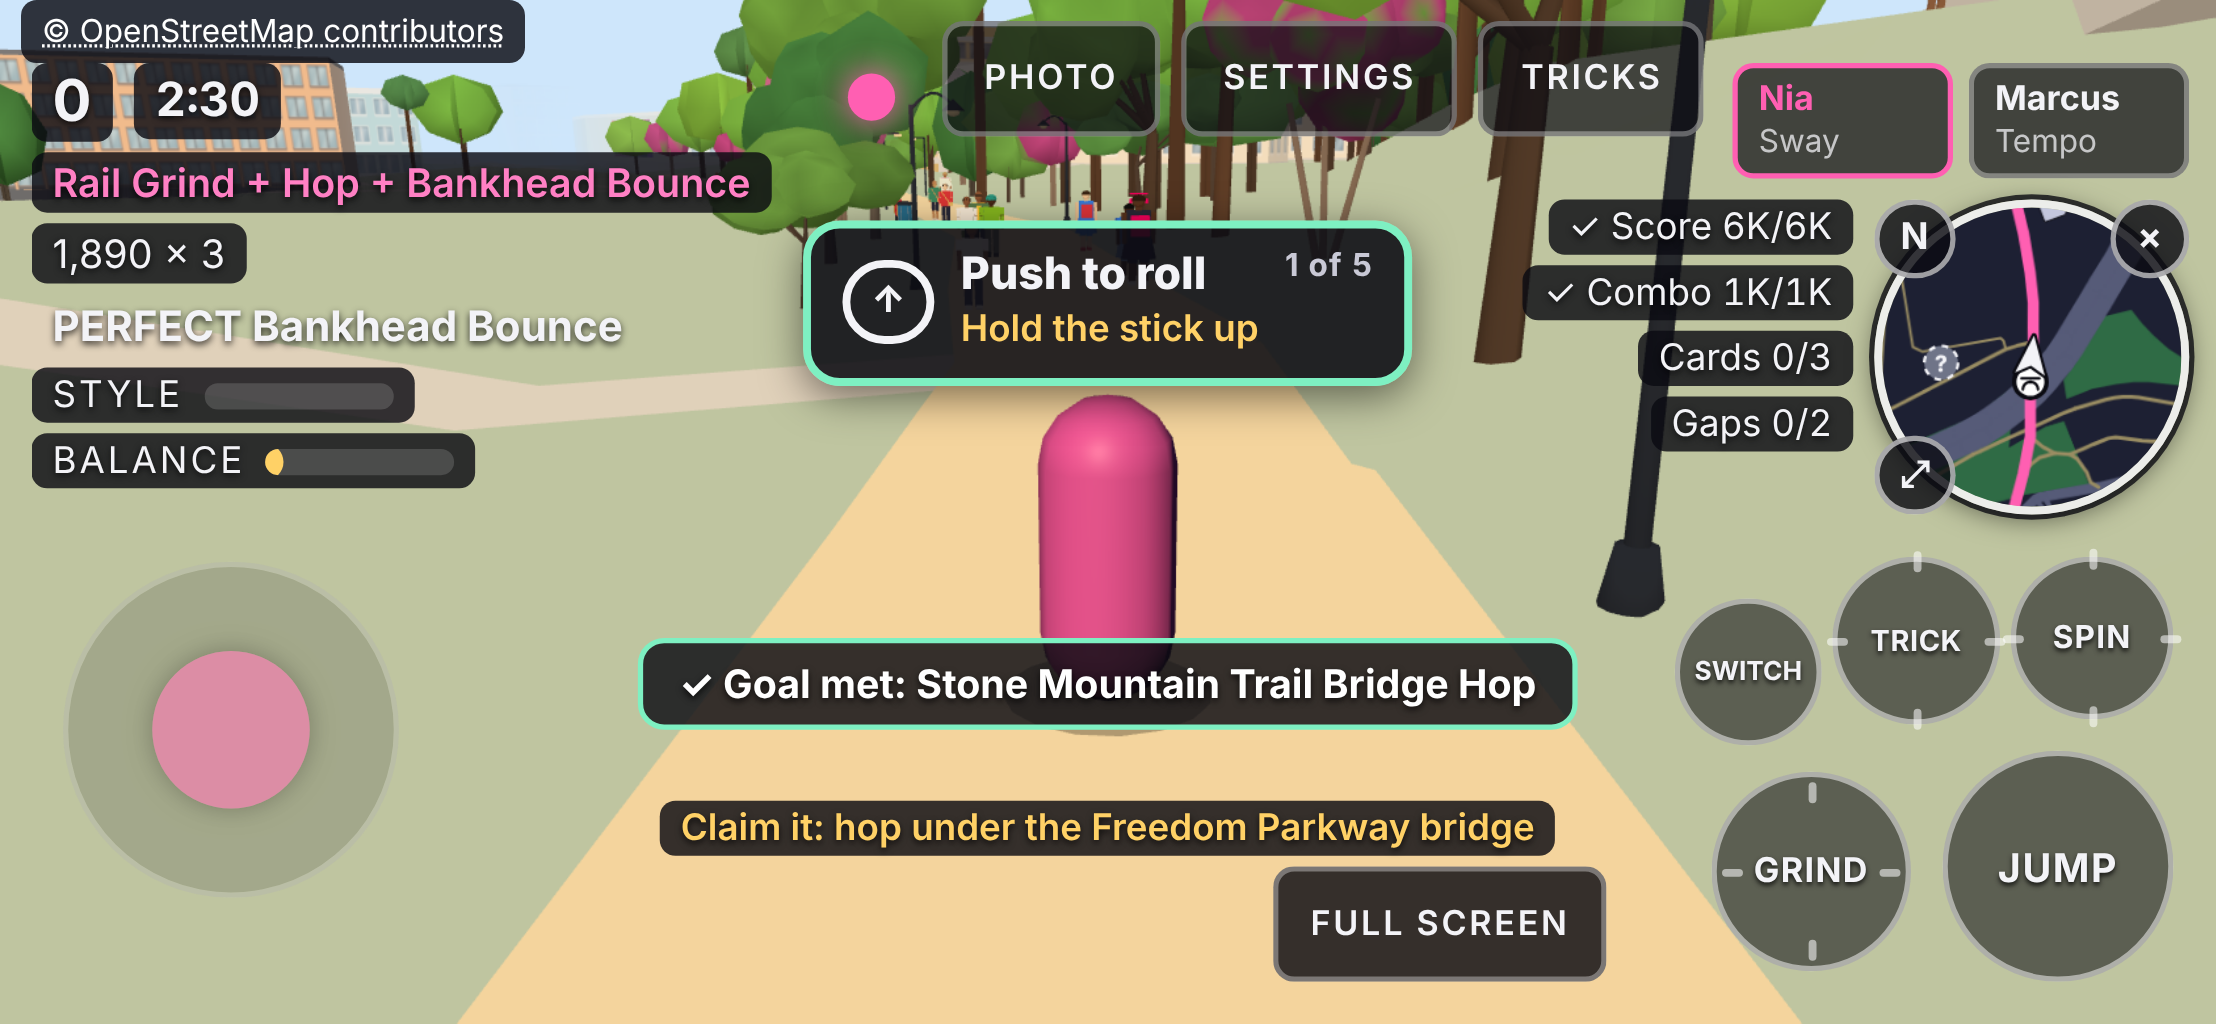 © OpenStreetMap contributors
0
2:30
PHOTO
SETTINGS
TRICKS
Nia
Sway
Marcus
Tempo
Rail Grind + Hop + Bankhead Bounce
1,890 × 3
PERFECT Bankhead Bounce
STYLE
BALANCE
Push to roll
1 of 5
Hold the stick up
✓ Score 6K/6K
✓ Combo 1K/1K
Cards 0/3
Gaps 0/2
N
×
?
✓ Goal met: Stone Mountain Trail Bridge Hop
Claim it: hop under the Freedom Parkway bridge
FULL SCREEN
SWITCH
TRICK
SPIN
GRIND
JUMP